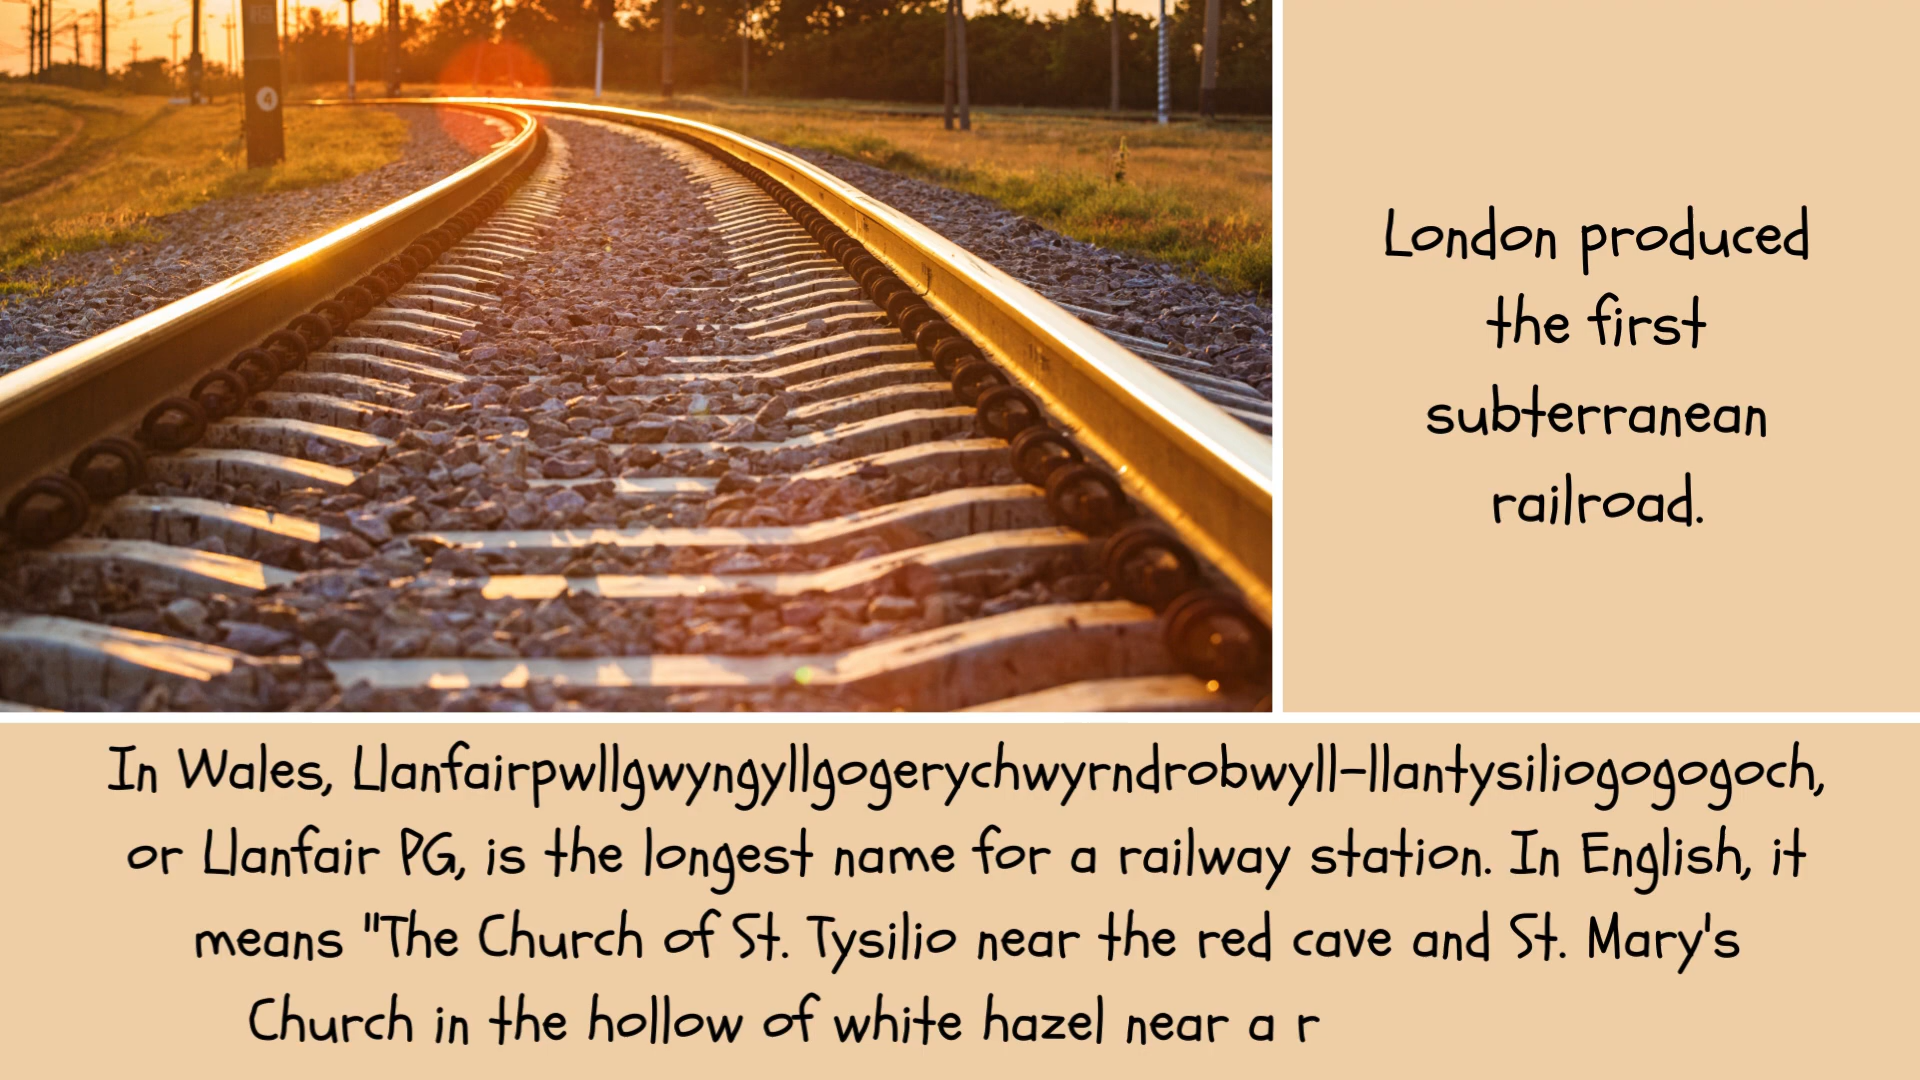 London produced
the first
subterranean
railroad.
In Wales, Llanfairpwllgwyngyllgogerychwyrndrobwyll-llantysiliogogogoch,
or Llanfair PG, is the longest name for a railway station. In English, it
means "The Church of St. Tysilio near the red cave and St. Mary's
Church in the hollow of white hazel near a r
4